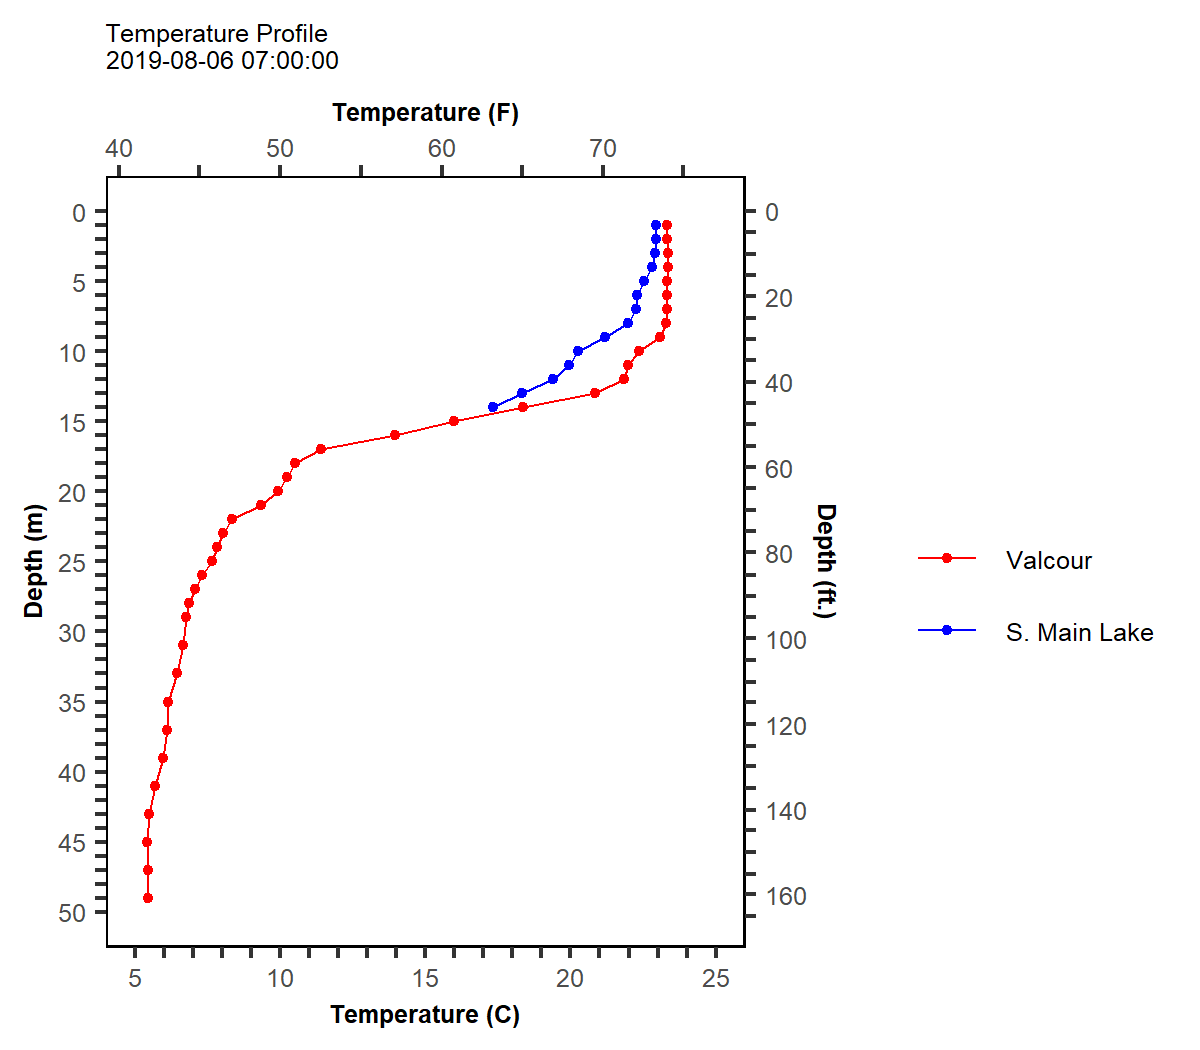 Temperature Profile
2019-08-06 07:00:00
Temperature (F)
40 50 60 70
0
5
10
15
20
25
30
35
40
45
50
Depth (m)
0
20
40
60
80
100
120
140
160
Depth (ft.)
Valcour
S. Main Lake
5 10 15 20 25
Temperature (C)